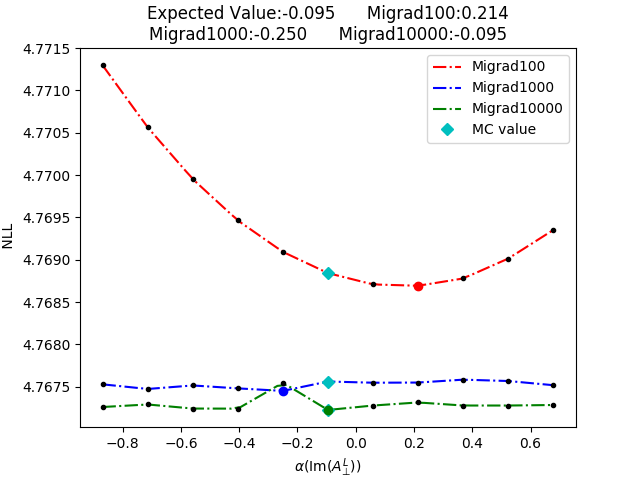 Expected Value:-0.095 Migrad100:0.214
Migrad1000:-0.250 Migrad10000:-0.095
4.7715
4.7710
4.7705
4.7700
4.7695
4.7690
4.7685
4.7680
4.7675
NLL
Migrad100
Migrad1000
Migrad10000
MC value
−0.8 −0.6 −0.4 −0.2 0.0 0.2 0.4 0.6
α(Im(A_⊥^L))